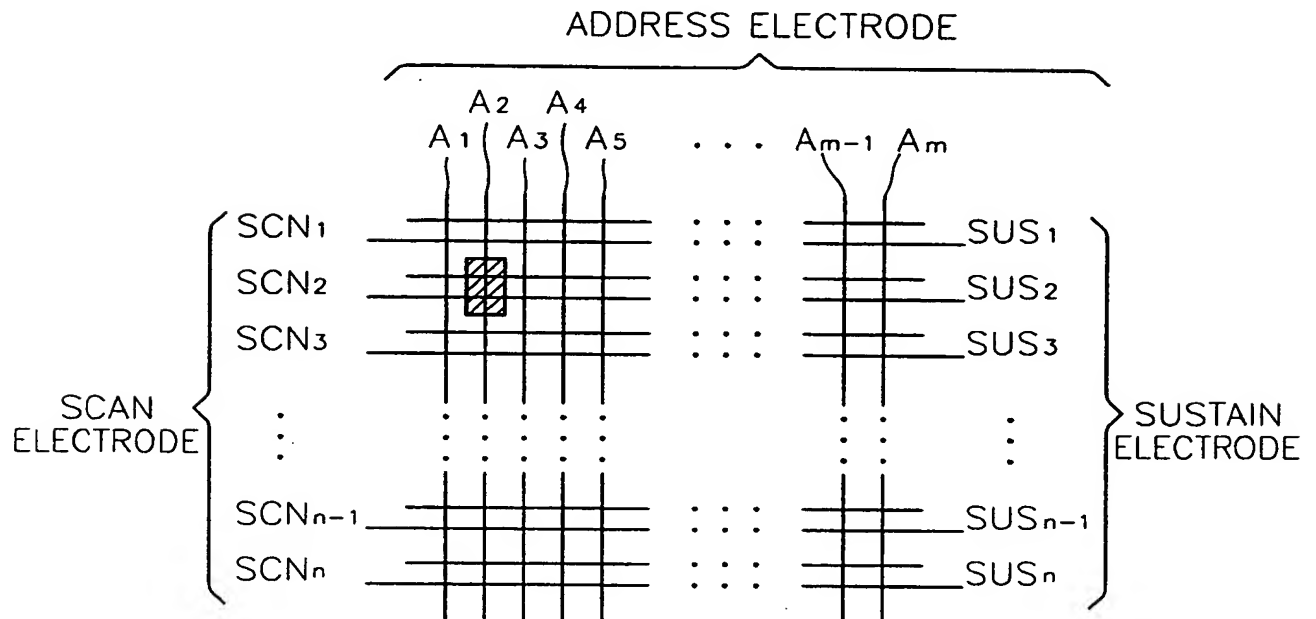 ADDRESS ELECTRODE
A2 A4
A1 A3 A5 . . . Am-1 Am
SCN1 . . . SUS1
SCN2 . . . SUS2
SCN3 . . . SUS3
SCAN
ELECTRODE
SUSTAIN
ELECTRODE
SCNn-1 . . . SUSn-1
SCNn . . . SUSn